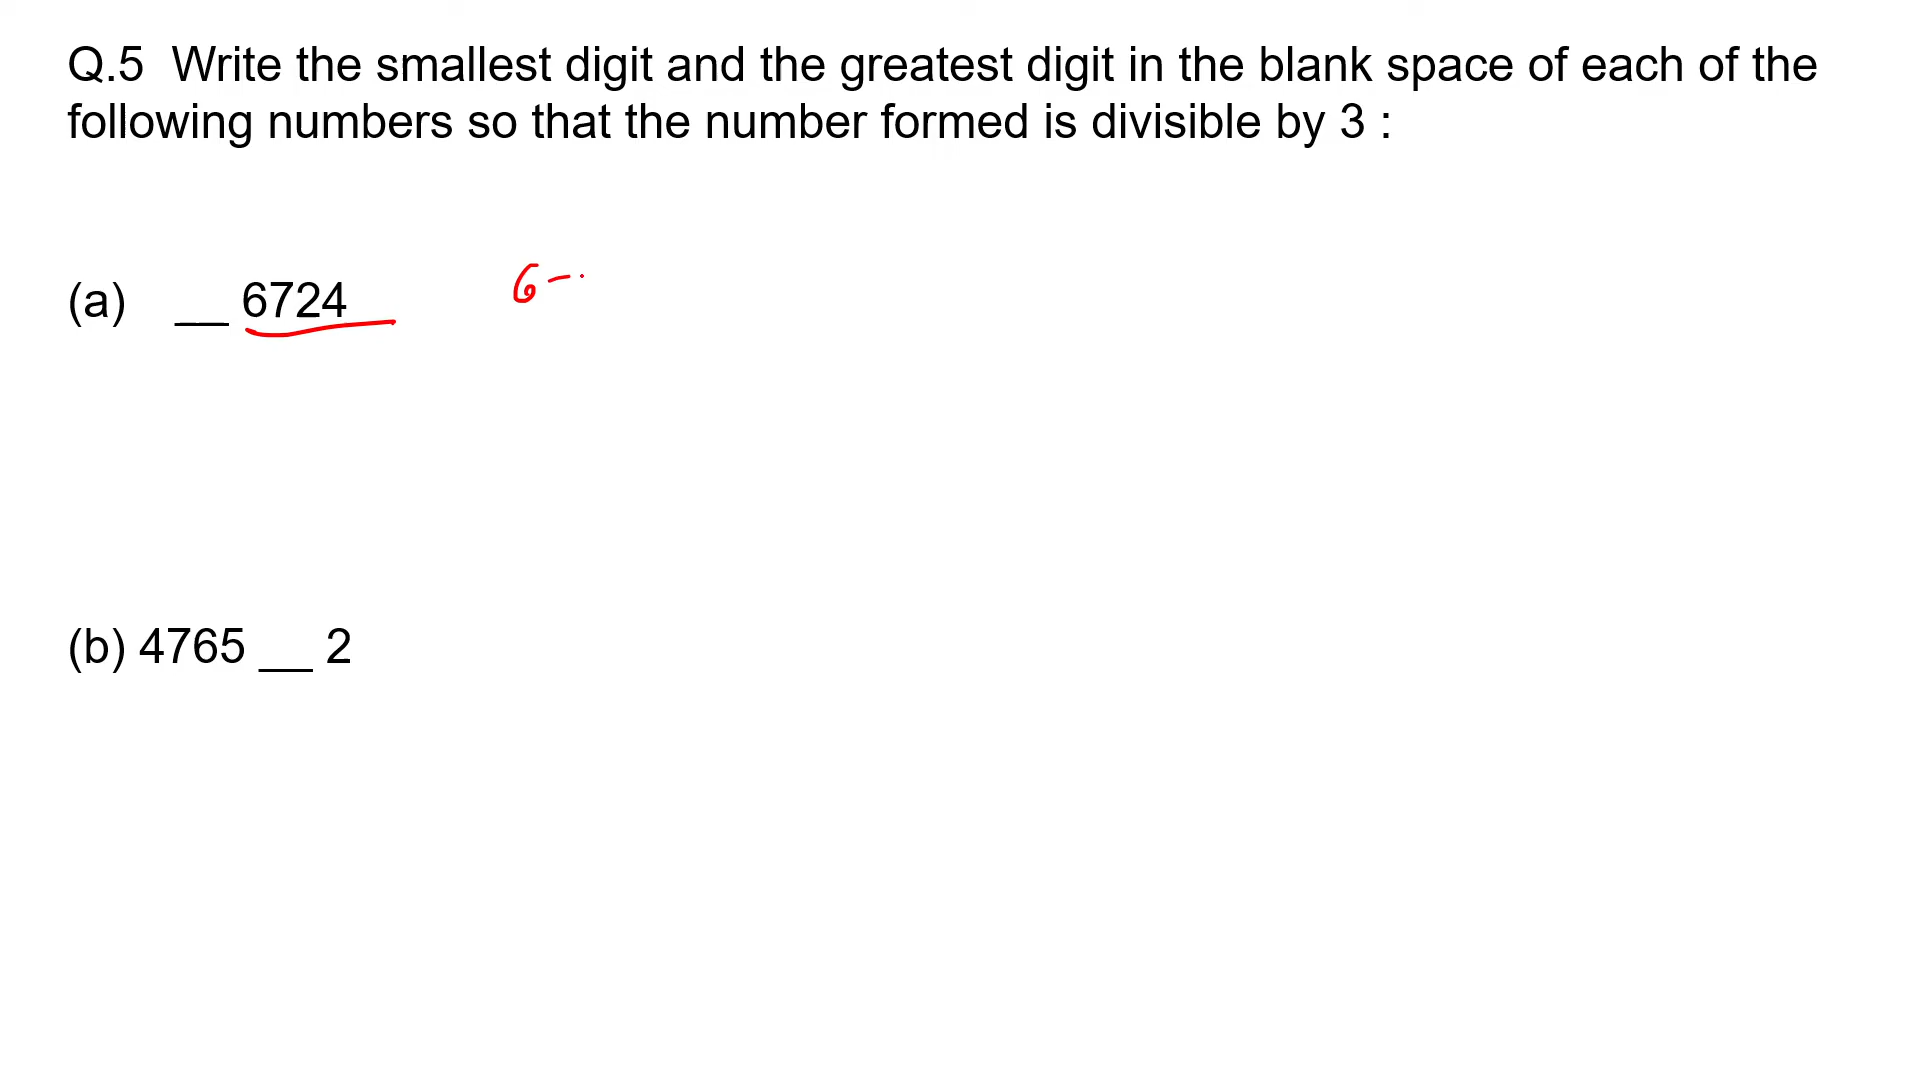 Q.5 Write the smallest digit and the greatest digit in the blank space of each of the
following numbers so that the number formed is divisible by 3 :
(a) __ 6724 6-
(b) 4765 __ 2